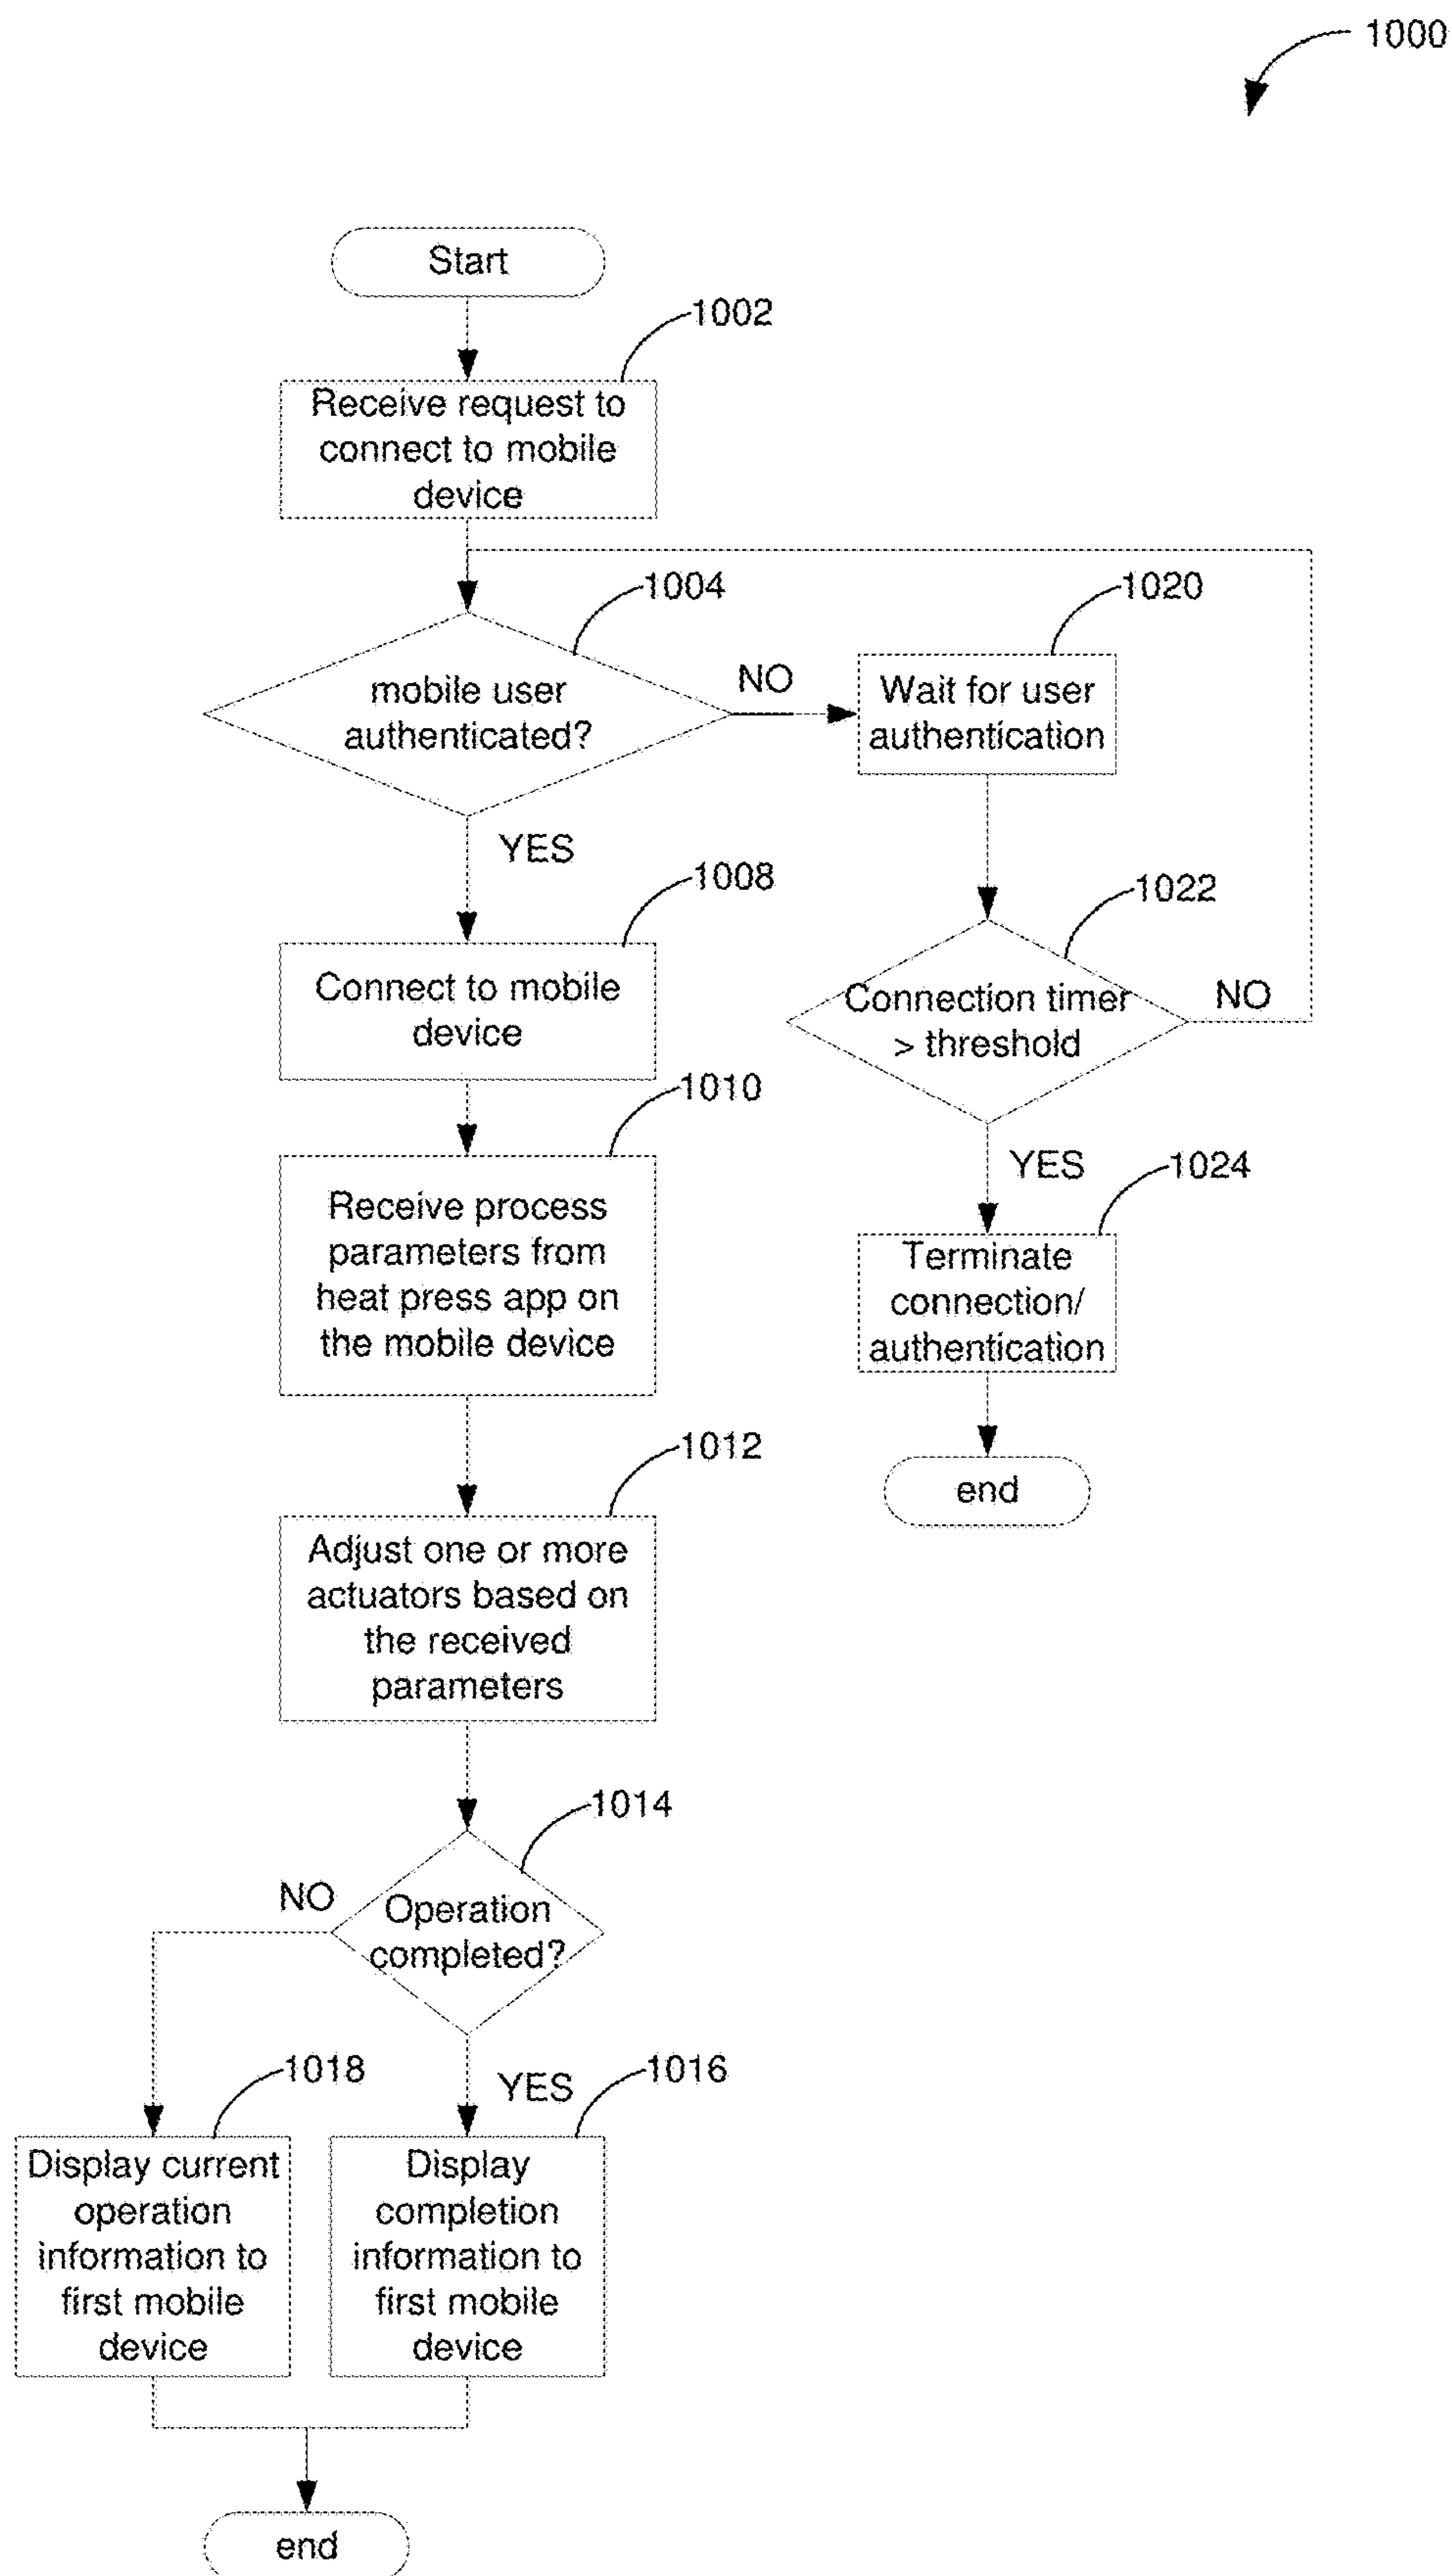 1000
Start
1002
Receive request to
connect to mobile
device
1004
mobile user
authenticated?
NO
1020
Wait for user
authentication
YES
1008
Connect to mobile
device
1022
Connection timer
> threshold
NO
1010
Receive process
parameters from
heat press app on
the mobile device
YES
1024
Terminate
connection/
authentication
end
1012
Adjust one or more
actuators based on
the received
parameters
1014
Operation
completed?
NO
YES
1018
Display current
operation
information to
first mobile
device
1016
Display
completion
information to
first mobile
device
end